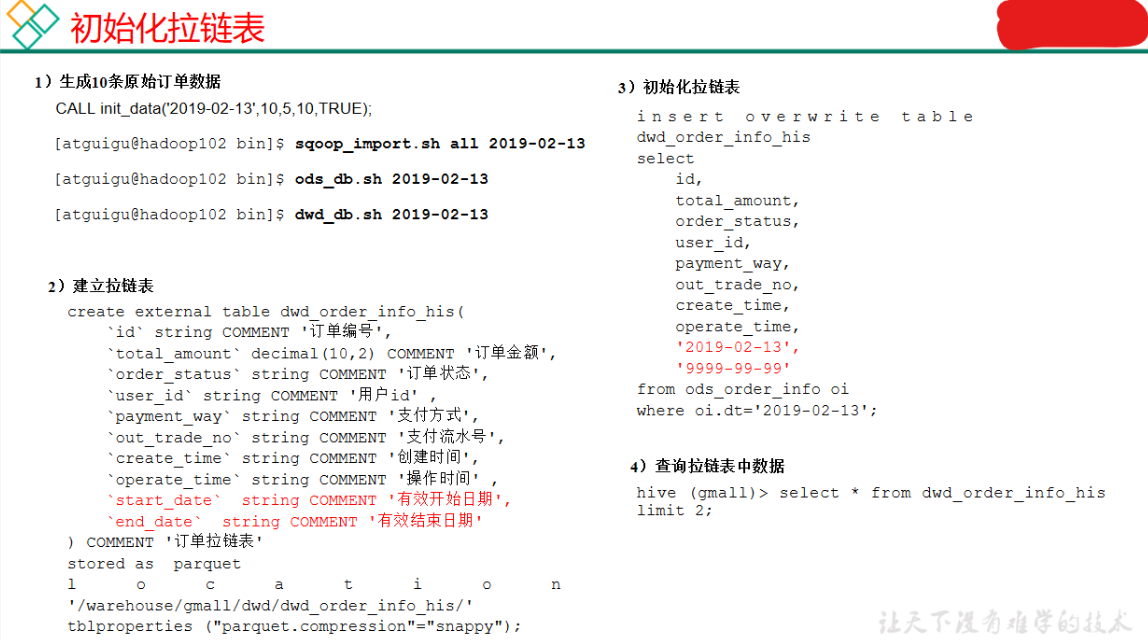 初始化拉链表
1）生成10条原始订单数据
CALL init_data('2019-02-13',10,5,10,TRUE);
[atguigu@hadoop102 bin]$ sqoop_import.sh all 2019-02-13
[atguigu@hadoop102 bin]$ ods_db.sh 2019-02-13
[atguigu@hadoop102 bin]$ dwd_db.sh 2019-02-13
2）建立拉链表
create external table dwd_order_info_his(
`id` string COMMENT '订单编号',
`total_amount` decimal(10,2) COMMENT '订单金额',
`order_status` string COMMENT '订单状态',
`user_id` string COMMENT '用户id' ,
`payment_way` string COMMENT '支付方式',
`out_trade_no` string COMMENT '支付流水号',
`create_time` string COMMENT '创建时间',
`operate_time` string COMMENT '操作时间' ,
`start_date`  string COMMENT '有效开始日期',
`end_date`  string COMMENT '有效结束日期'
) COMMENT '订单拉链表'
stored as  parquet
l o c a t i o n
'/warehouse/gmall/dwd/dwd_order_info_his/'
tblproperties ("parquet.compression"="snappy");
3）初始化拉链表
insert overwrite table
dwd_order_info_his
select
id,
total_amount,
order_status,
user_id,
payment_way,
out_trade_no,
create_time,
operate_time,
'2019-02-13',
'9999-99-99'
from ods_order_info oi
where oi.dt='2019-02-13';
4）查询拉链表中数据
hive (gmall)> select * from dwd_order_info_his
limit 2;
让天下没有难学的技术